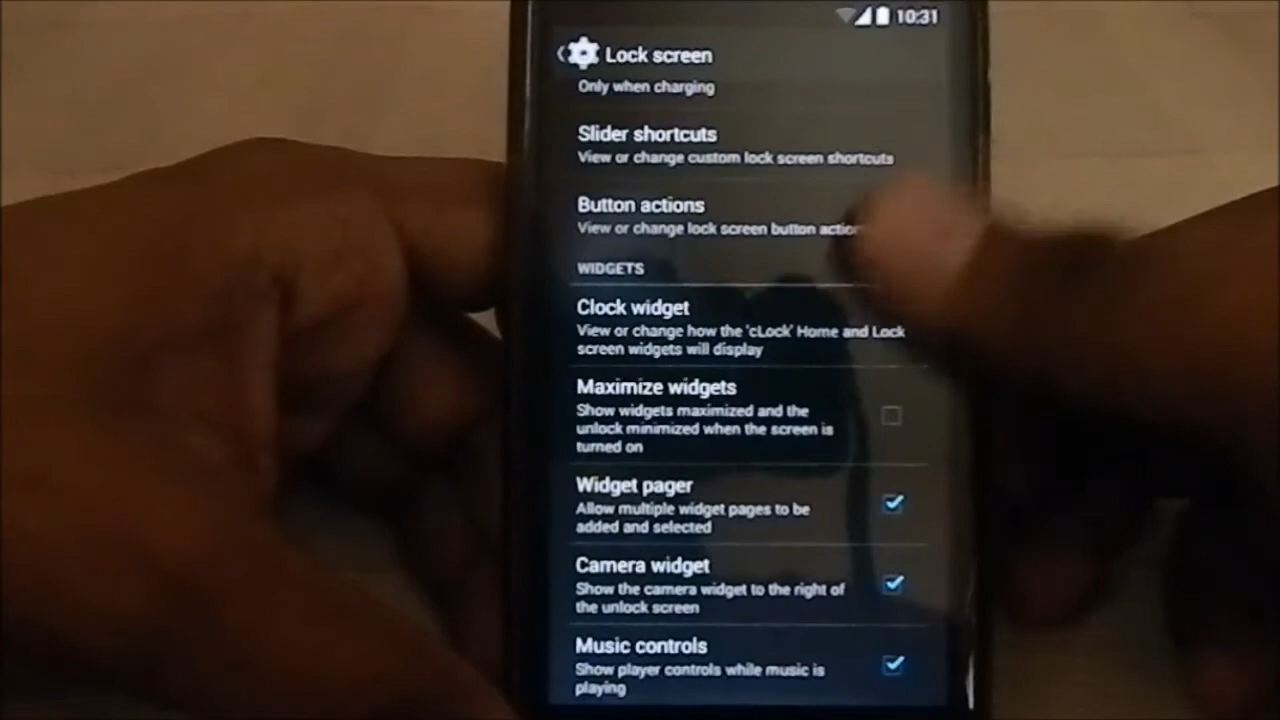 10:31
Lock screen
Only when charging
Slider shortcuts
View or change custom lock screen shortcuts
Button actions
View or change lock screen button
WIDGETS
Clock widget
View or change how the 'cLock' Home and Lock
screen widgets will display
Maximize widgets
Show widgets maximized and the
unlock minimized when the screen is
turned on
Widget pager
Allow multiple widget pages to be
added and selected
Camera widget
Show the camera widget to the right of
the unlock screen
Music controls
Show player controls while music is
playing